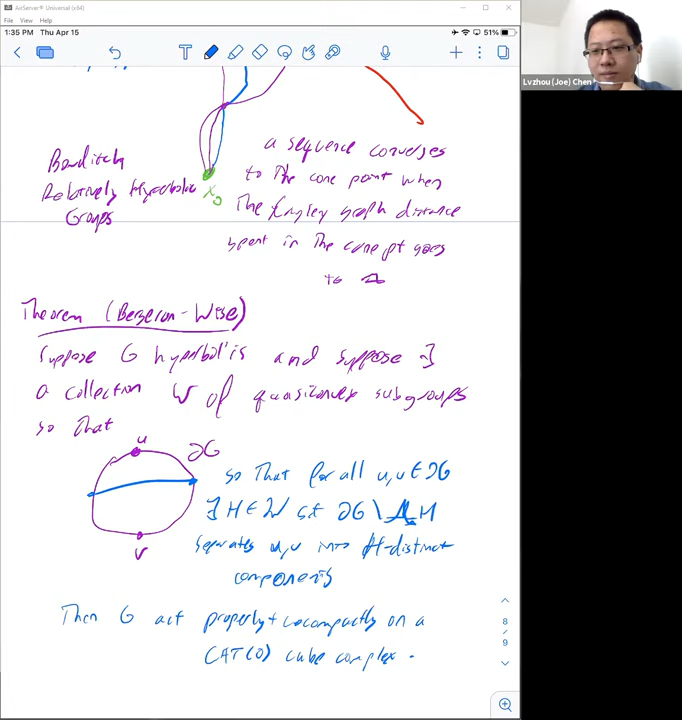 AirServer® Universal (x64)
File View Help
1:35 PM Thu Apr 15
51%
Lvzhou (Joe) Chen
Bowditch
Relatively Hyperbolic
Groups
x₀
a sequence converges
to The cone point when
The Cayley graph distance
spent in The cone pt goes
to ∞
Theorem (Bergeron-Wise)
Suppose G hyperbolic is and suppose ∃
a collection W of quasiconvex subgroups
so that
u
∂G
v
so That for all u,v ∈ ∂G
∃ H ∈ W st ∂G \ ΛH
separates u,v into H-distinct
components
Then G act properly + cocompactly on a
CAT(0) cube complex.
8
/
9